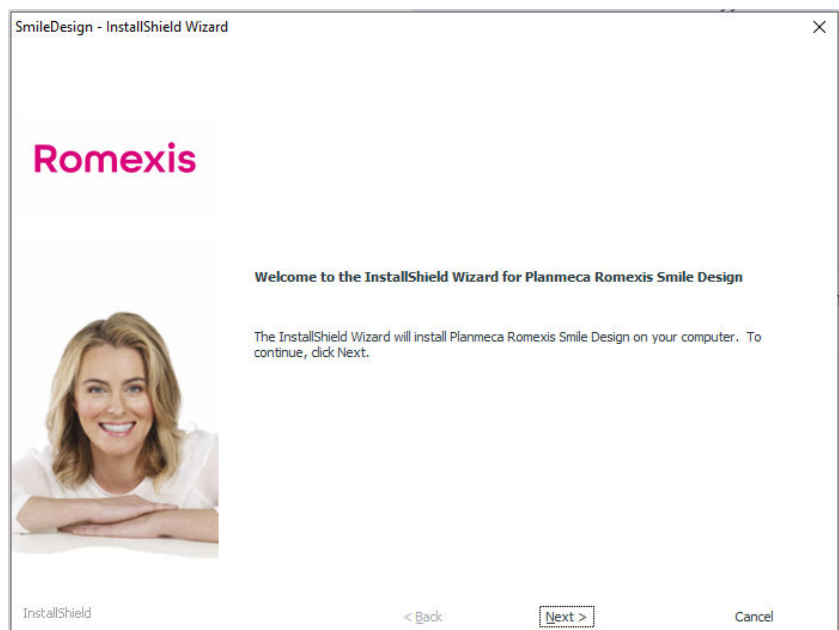 SmileDesign - InstallShield Wizard
Romexis
Welcome to the InstallShield Wizard for Planmeca Romexis Smile Design
The InstallShield Wizard will install Planmeca Romexis Smile Design on your computer.  To
continue, click Next.
InstallShield
< Back
Next >
Cancel